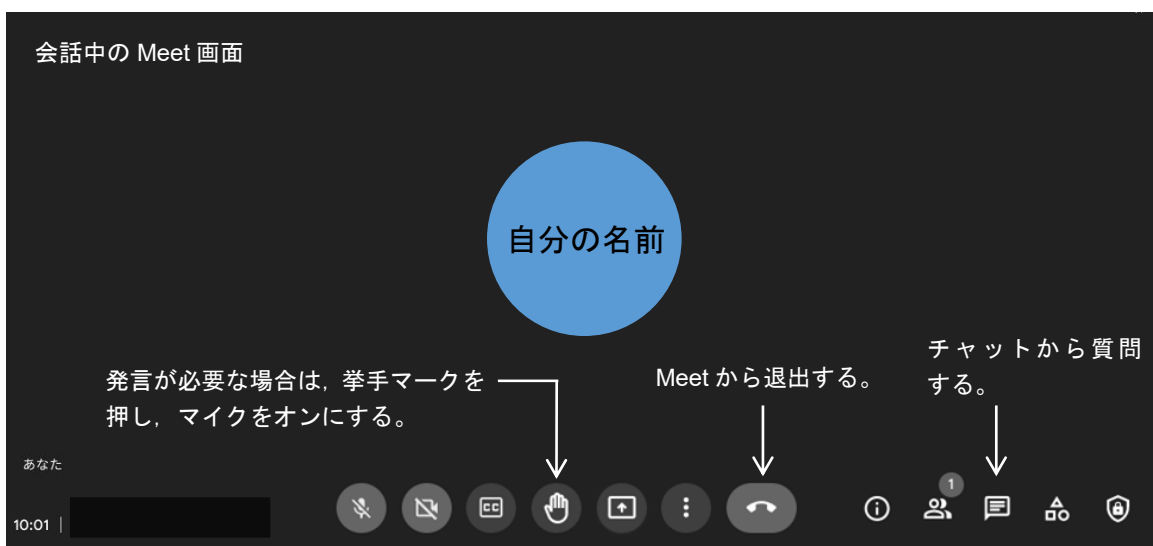 会話中の Meet 画面
自分の名前
チャットから質問
する。
発言が必要な場合は，挙手マークを
押し，マイクをオンにする。
Meet から退出する。
あなた
CC
1
10:01 |